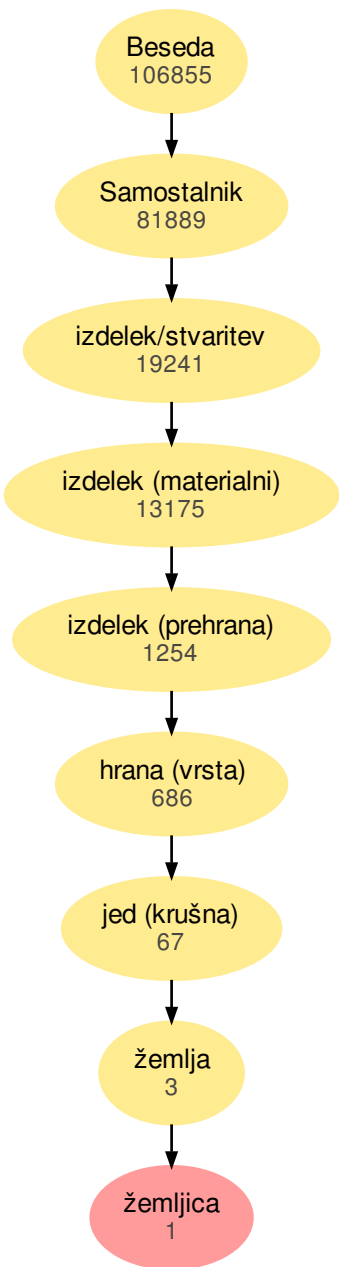 Beseda
106855
Samostalnik
81889
izdelek/stvaritev
19241
izdelek (materialni)
13175
izdelek (prehrana)
1254
hrana (vrsta)
686
jed (krušna)
67
žemlja
3
žemljica
1